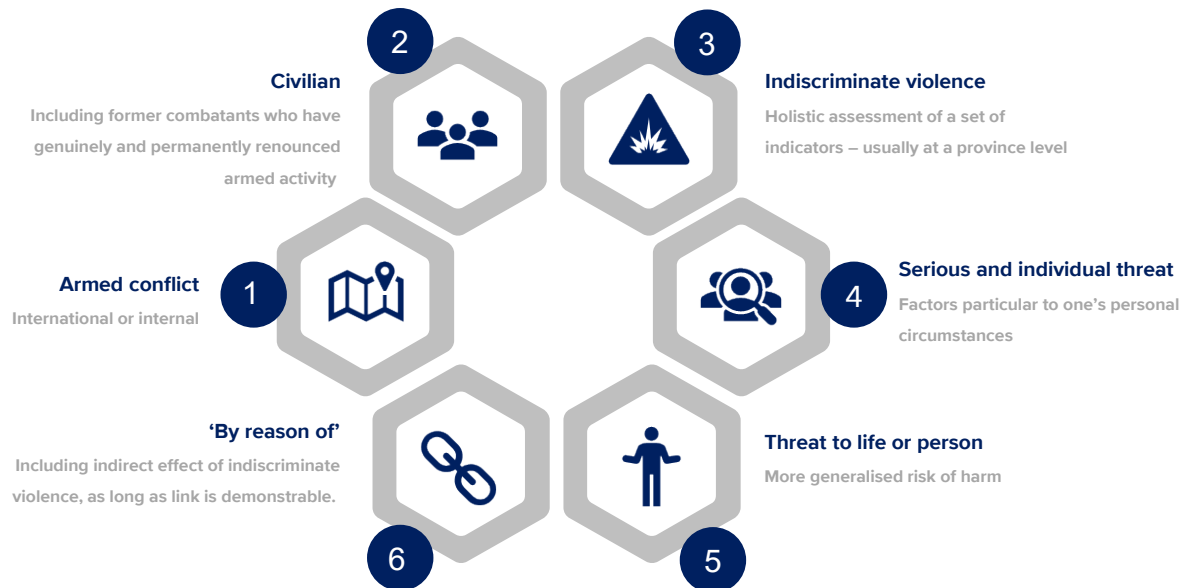 1
Armed conflict
International or internal
2
Civilian
Including former combatants who have
genuinely and permanently renounced
armed activity
3
Indiscriminate violence
Holistic assessment of a set of
indicators – usually at a province level
4
Serious and individual threat
Factors particular to one’s personal
circumstances
5
Threat to life or person
More generalised risk of harm
6
‘By reason of’
Including indirect effect of indiscriminate
violence, as long as link is demonstrable.